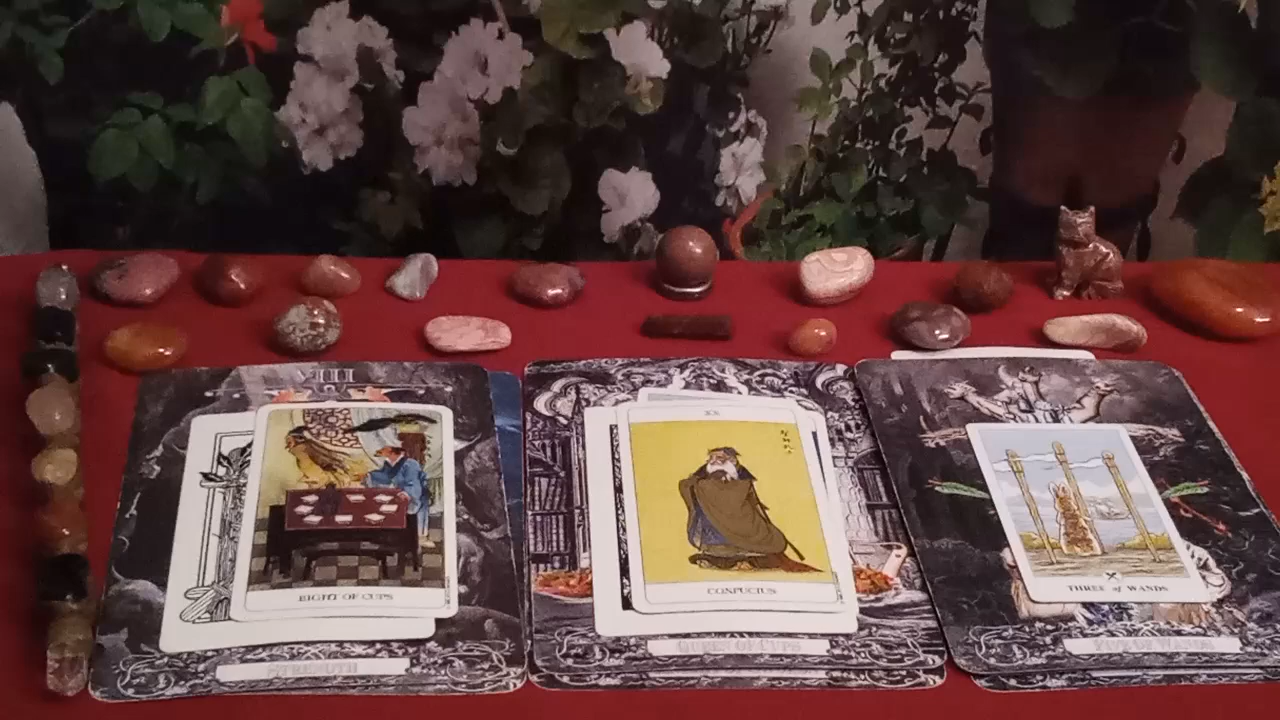 VIII
EIGHT OF CUPS
STRENGTH
XX
CONFUCIUS
QUEEN OF CUPS
THREE of WANDS